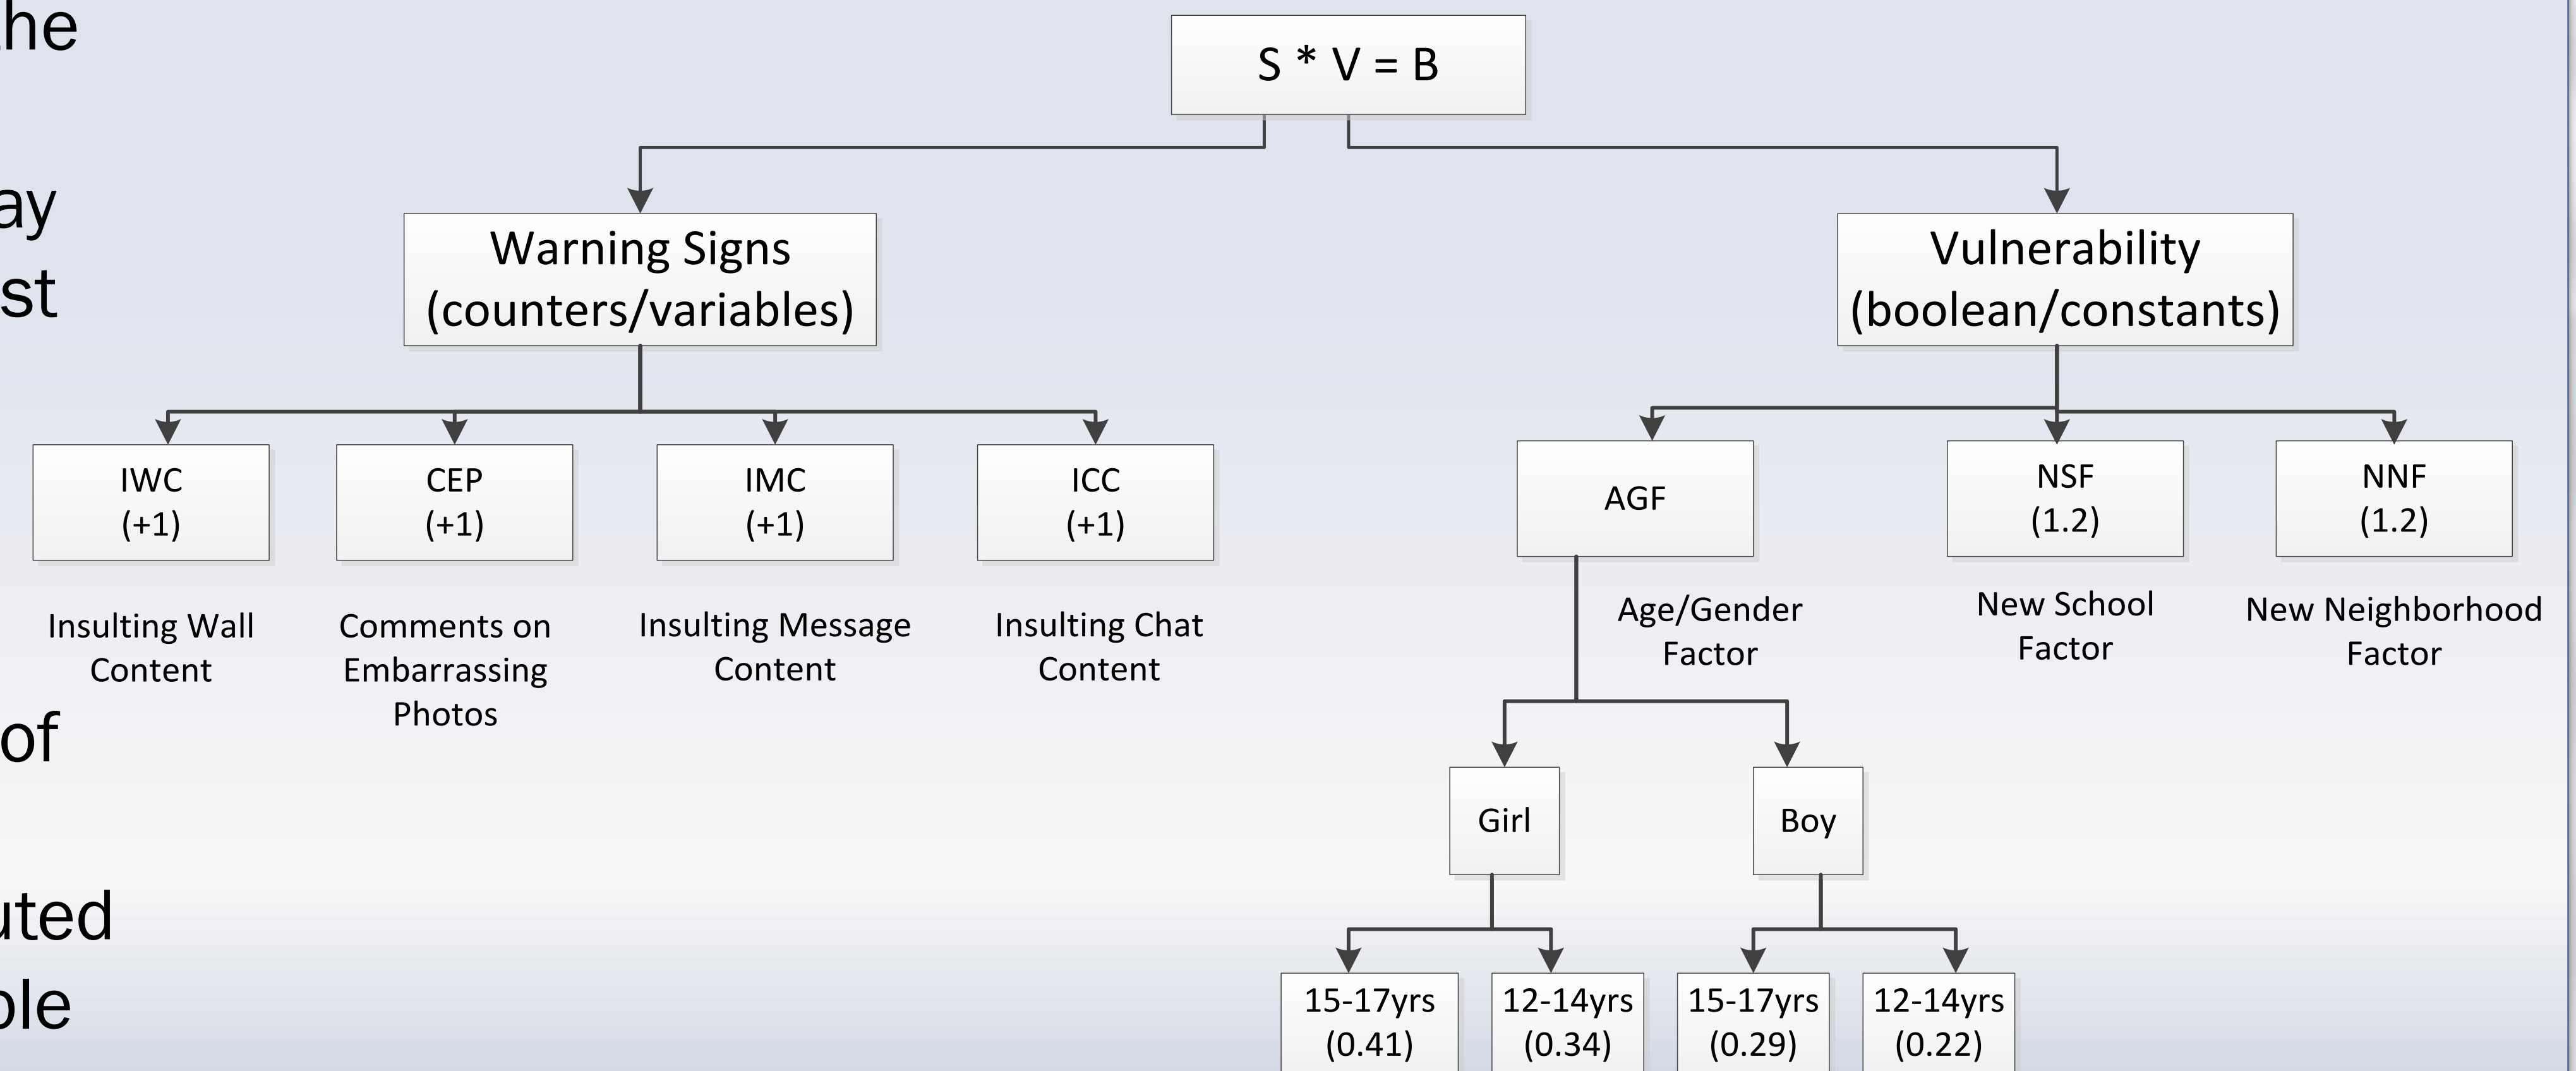 he
ay
st
of
uted
ple
S * V = B
Warning Signs
(counters/variables)
Vulnerability
(boolean/constants)
IWC
(+1)
CEP
(+1)
IMC
(+1)
ICC
(+1)
Insulting Wall
Content
Comments on
Embarrassing
Photos
Insulting Message
Content
Insulting Chat
Content
AGF
NSF
(1.2)
NNF
(1.2)
Age/Gender
Factor
New School
Factor
New Neighborhood
Factor
Girl
Boy
15-17yrs
(0.41)
12-14yrs
(0.34)
15-17yrs
(0.29)
12-14yrs
(0.22)